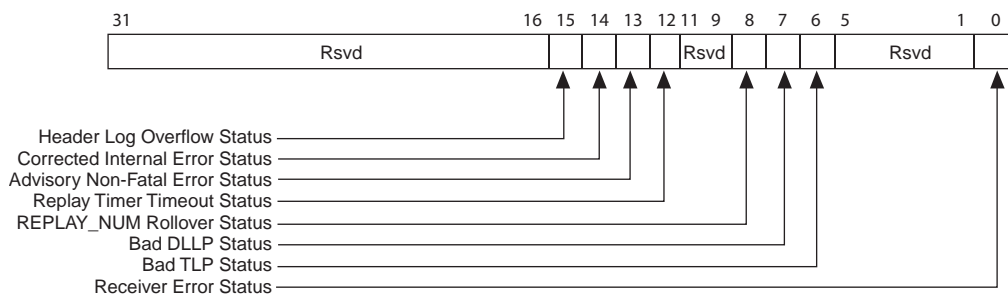 31 16 15 14 13 12 11 9 8 7 6 5 1 0
Rsvd Rsvd Rsvd
Header Log Overflow Status
Corrected Internal Error Status
Advisory Non-Fatal Error Status
Replay Timer Timeout Status
REPLAY_NUM Rollover Status
Bad DLLP Status
Bad TLP Status
Receiver Error Status